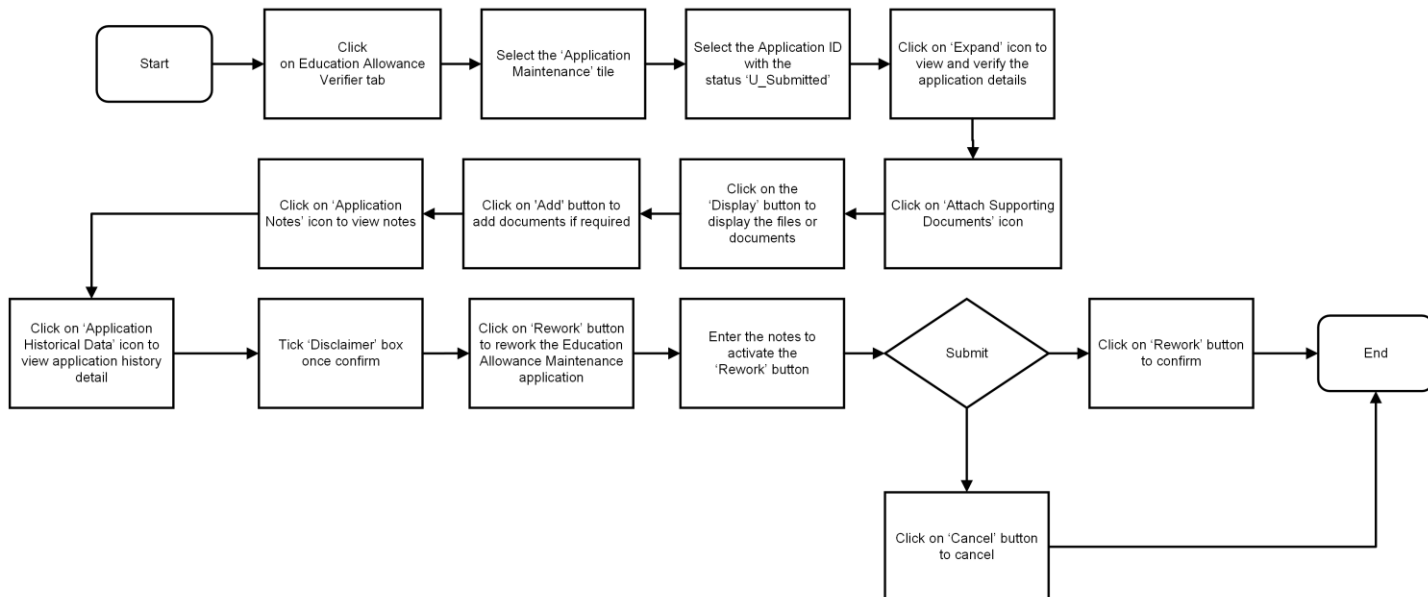 Start
Click
on Education Allowance
Verifier tab
Select the ‘Application
Maintenance’ tile
Select the Application ID
with the
status ‘U_Submitted’
Click on ‘Expand’ icon to
view and verify the
application details
Click on ‘Attach Supporting
Documents’ icon
Click on the
‘Display’ button to
display the files or
documents
Click on 'Add' button to
add documents if required
Click on ‘Application
Notes’ icon to view notes
Click on ‘Application
Historical Data’ icon to
view application history
detail
Tick ‘Disclaimer’ box
once confirm
Click on ‘Rework’ button
to rework the Education
Allowance Maintenance
application
Enter the notes to
activate the
‘Rework’ button
Submit
Click on ‘Rework’ button
to confirm
End
Click on ‘Cancel’ button
to cancel